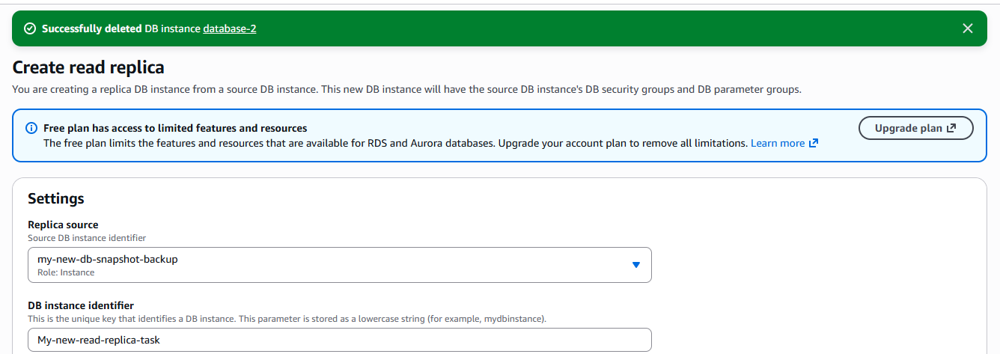 Successfully deleted DB instance database-2
Create read replica
You are creating a replica DB instance from a source DB instance. This new DB instance will have the source DB instance's DB security groups and DB parameter groups.
Free plan has access to limited features and resources
The free plan limits the features and resources that are available for RDS and Aurora databases. Upgrade your account plan to remove all limitations. Learn more
Upgrade plan
Settings
Replica source
Source DB instance identifier
my-new-db-snapshot-backup
Role: Instance
DB instance identifier
This is the unique key that identifies a DB instance. This parameter is stored as a lowercase string (for example, mydbinstance).
My-new-read-replica-task